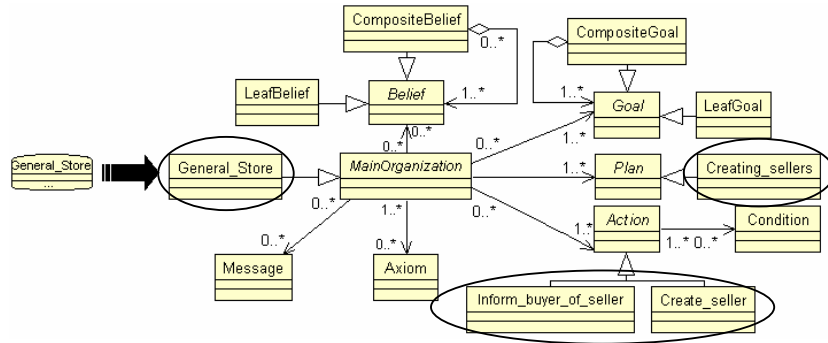 CompositeBelief
CompositeGoal
0..*
LeafBelief
Belief
1..*
1..*
Goal
LeafGoal
0..*
0..*
0..*
1..*
General_Store
...
General_Store
MainOrganization
1..*
Plan
Creating_sellers
0..*
1..*
0..*
Action
Condition
1..*
1..*
0..*
0..*
0..*
Message
Axiom
Inform_buyer_of_seller
Create_seller